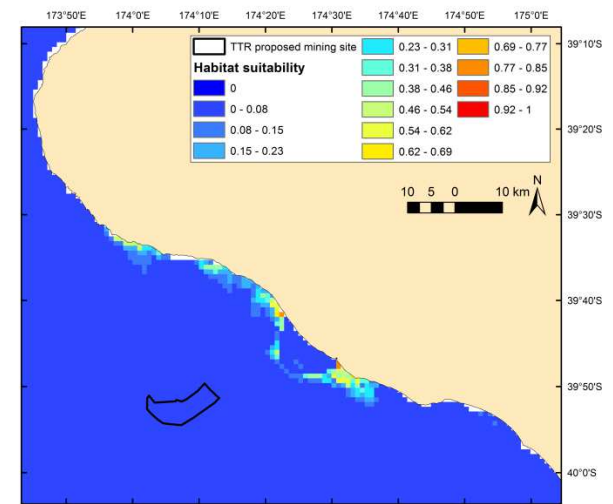 173°50'E 174°0'E 174°10'E 174°20'E 174°30'E 174°40'E 174°50'E 175°0'E
TTR proposed mining site
Habitat suitability
0
0 - 0.08
0.08 - 0.15
0.15 - 0.23
0.23 - 0.31
0.31 - 0.38
0.38 - 0.46
0.46 - 0.54
0.54 - 0.62
0.62 - 0.69
0.69 - 0.77
0.77 - 0.85
0.85 - 0.92
0.92 - 1
N
10 5 0 10 km
39°10'S
39°20'S
39°30'S
39°40'S
39°50'S
40°0'S